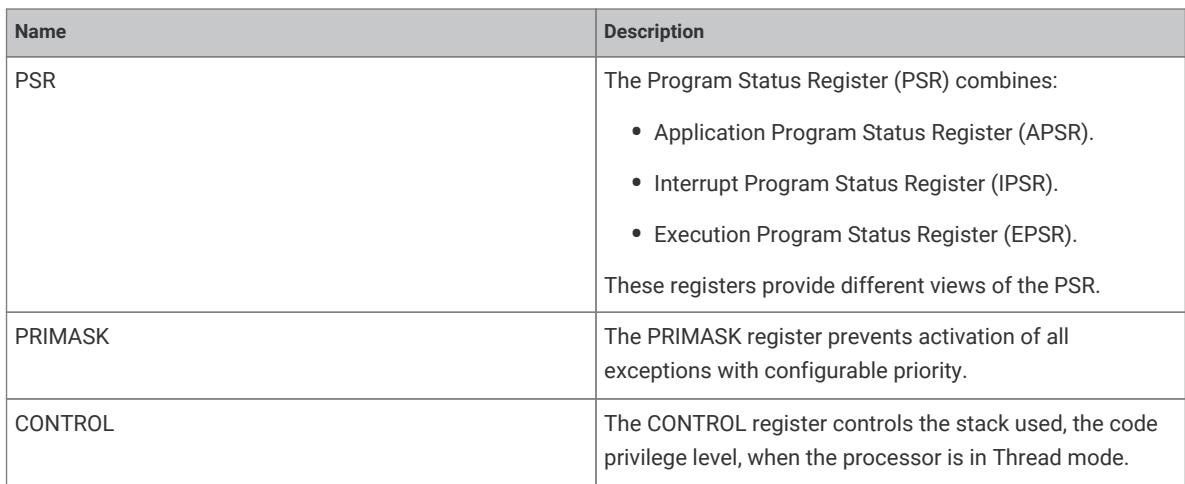 Name Description
PSR The Program Status Register (PSR) combines:
• Application Program Status Register (APSR).
• Interrupt Program Status Register (IPSR).
• Execution Program Status Register (EPSR).
These registers provide different views of the PSR.
PRIMASK The PRIMASK register prevents activation of all
exceptions with configurable priority.
CONTROL The CONTROL register controls the stack used, the code
privilege level, when the processor is in Thread mode.